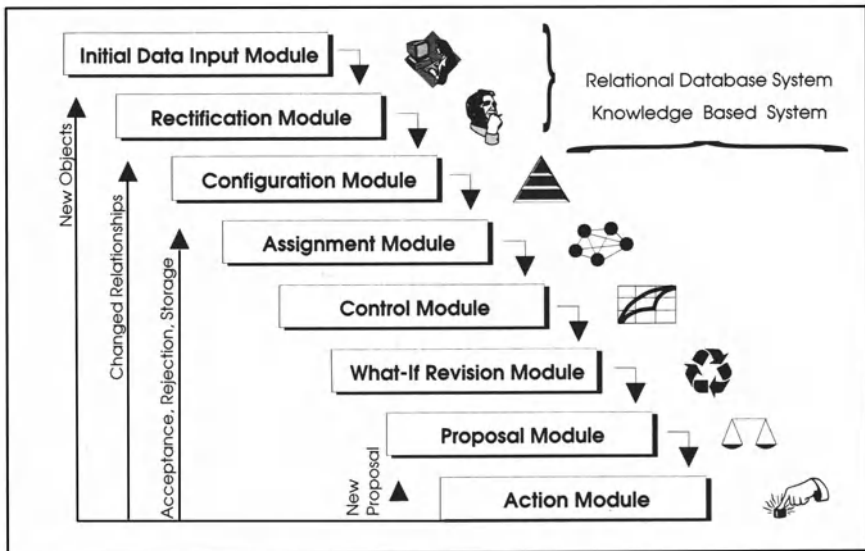 Initial Data Input Module
Relational Database System
Knowledge Based System
Rectification Module
Configuration Module
Assignment Module
Control Module
What-If Revision Module
Proposal Module
Action Module
New Objects
Changed Relationships
Acceptance, Rejection, Storage
New
Proposal